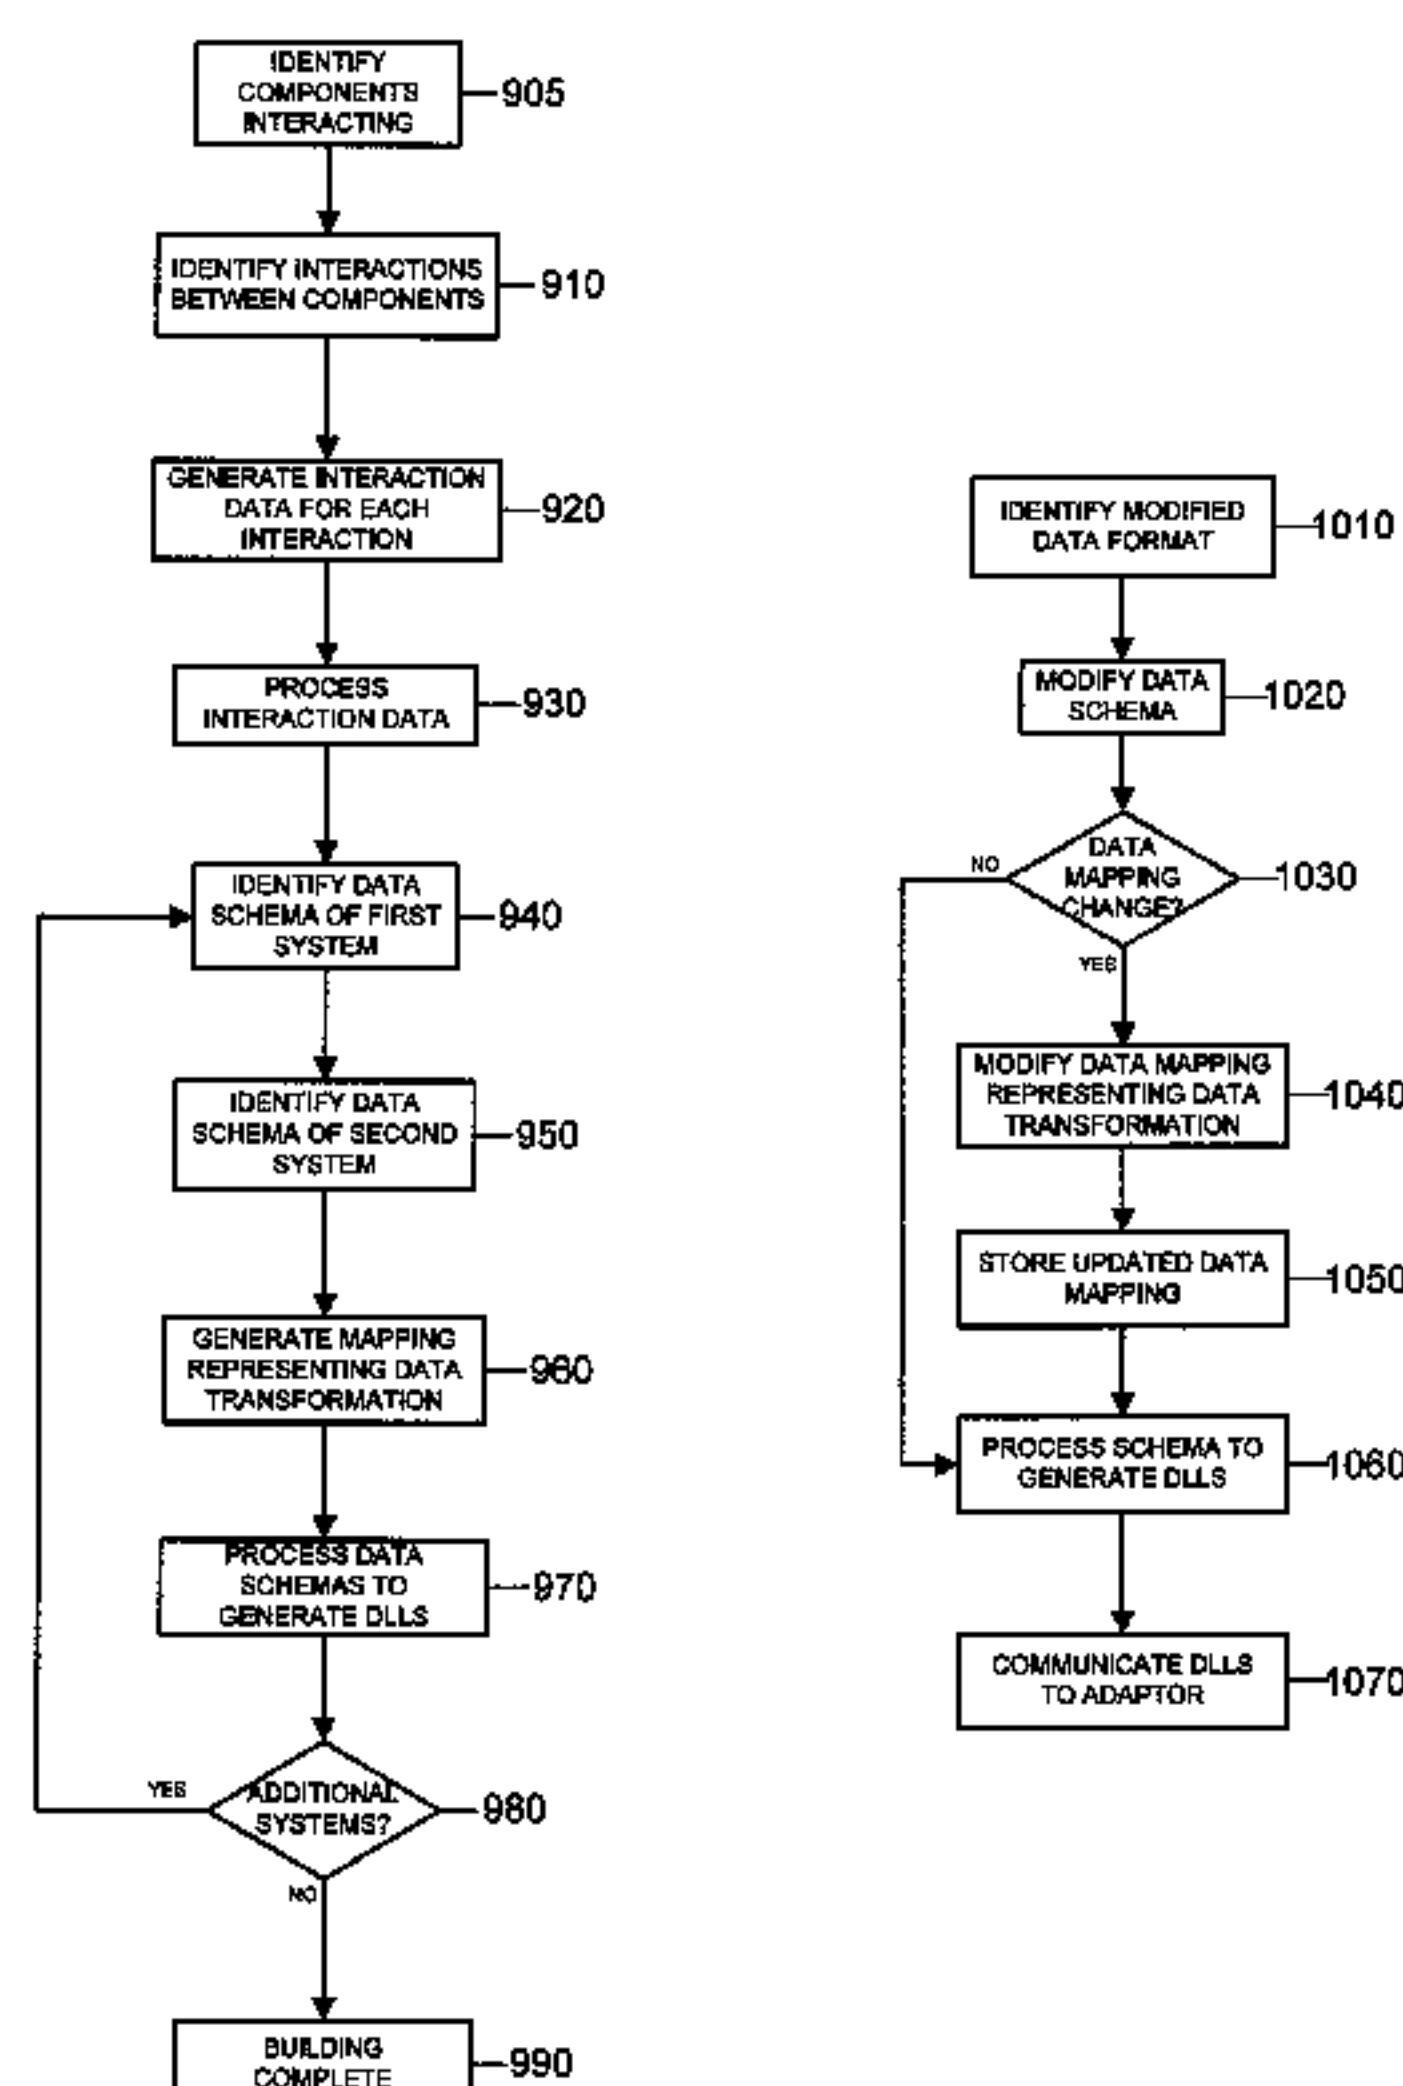 IDENTIFY
COMPONENTS
INTERACTING
905
IDENTIFY INTERACTIONS
BETWEEN COMPONENTS
910
GENERATE INTERACTION
DATA FOR EACH
INTERACTION
920
PROCESS
INTERACTION DATA
930
IDENTIFY DATA
SCHEMA OF FIRST
SYSTEM
940
IDENTIFY DATA
SCHEMA OF SECOND
SYSTEM
950
GENERATE MAPPING
REPRESENTING DATA
TRANSFORMATION
960
PROCESS DATA
SCHEMAS TO
GENERATE DLLS
970
YES
ADDITIONAL
SYSTEMS?
980
NO
BUILDING
COMPLETE
990
IDENTIFY MODIFIED
DATA FORMAT
1010
MODIFY DATA
SCHEMA
1020
NO
DATA
MAPPING
CHANGE?
1030
YES
MODIFY DATA MAPPING
REPRESENTING DATA
TRANSFORMATION
1040
STORE UPDATED DATA
MAPPING
1050
PROCESS SCHEMA TO
GENERATE DLLS
1060
COMMUNICATE DLLS
TO ADAPTOR
1070